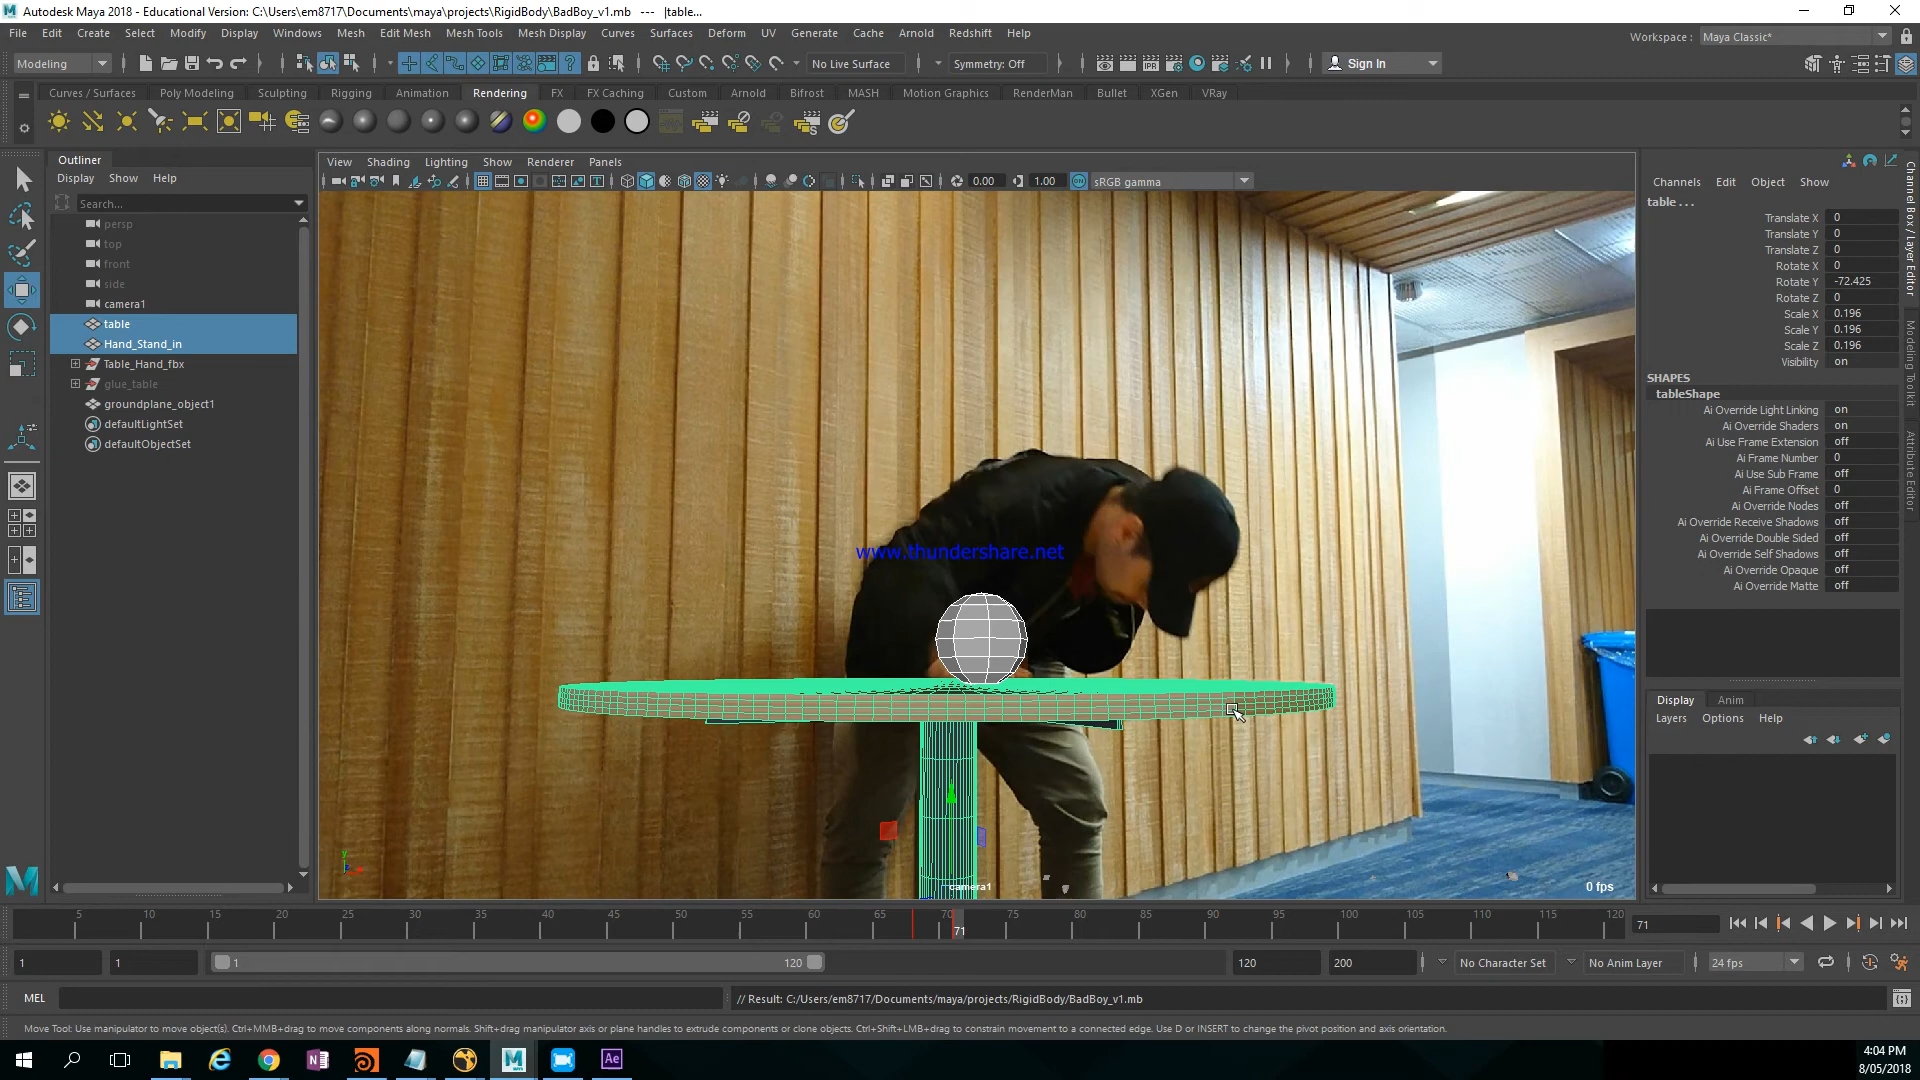 Autodesk Maya 2018 - Educational Version: C:\Users\em8717\Documents\maya\projects\RigidBody\BadBoy_v1.mb   ---   |table...
File Edit Create Select Modify Display Windows Mesh Edit Mesh Mesh Tools Mesh Display Curves Surfaces Deform UV Generate Cache Arnold Redshift Help
Workspace : Maya Classic*
Modeling No Live Surface Symmetry: Off Sign In
Curves / Surfaces Poly Modeling Sculpting Rigging Animation Rendering FX FX Caching Custom Arnold Bifrost MASH Motion Graphics RenderMan Bullet XGen VRay
Outliner
Display Show Help
Search...
persp
top
front
side
camera1
table
Hand_Stand_in
Table_Hand_fbx
glue_table
groundplane_object1
defaultLightSet
defaultObjectSet
View Shading Lighting Show Renderer Panels
0.00 1.00 sRGB gamma
www.thundershare.net
camera1
0 fps
Channels Edit Object Show
table . . .
Translate X 0
Translate Y 0
Translate Z 0
Rotate X 0
Rotate Y -72.425
Rotate Z 0
Scale X 0.196
Scale Y 0.196
Scale Z 0.196
Visibility on
SHAPES
tableShape
Ai Override Light Linking on
Ai Override Shaders on
Ai Use Frame Extension off
Ai Frame Number 0
Ai Use Sub Frame off
Ai Frame Offset 0
Ai Override Nodes off
Ai Override Receive Shadows off
Ai Override Double Sided off
Ai Override Self Shadows off
Ai Override Opaque off
Ai Override Matte off
Display Anim
Layers Options Help
Channel Box / Layer Editor
Modeling Toolkit
Attribute Editor
5 10 15 20 25 30 35 40 45 50 55 60 65 70 75 80 85 90 95 100 105 110 115 120
71
71
1 1 1 120 120 200 No Character Set No Anim Layer 24 fps
MEL // Result: C:/Users/em8717/Documents/maya/projects/RigidBody/BadBoy_v1.mb
Move Tool: Use manipulator to move object(s). Ctrl+MMB+drag to move components along normals. Shift+drag manipulator axis or plane handles to extrude components or clone objects. Ctrl+Shift+LMB+drag to constrain movement to a connected edge. Use D or INSERT to change the pivot position and axis orientation.
4:04 PM
8/05/2018